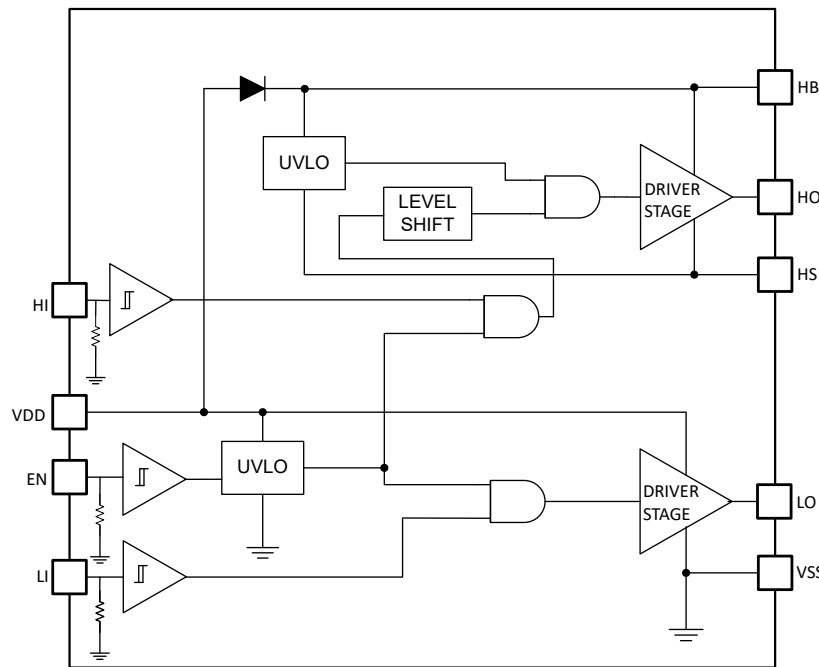 HB
UVLO
DRIVER
STAGE
HO
LEVEL
SHIFT
HS
HI
VDD
EN
UVLO
DRIVER
STAGE
LO
LI
VSS